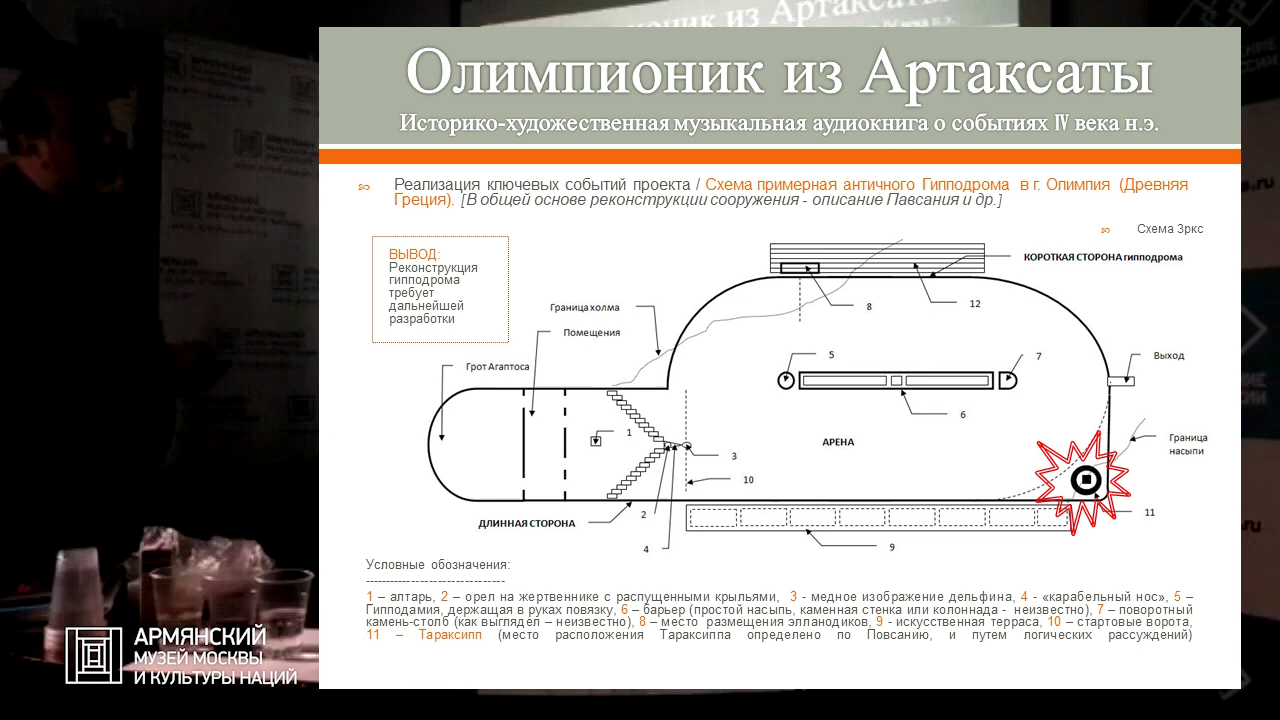 онник из Артаксаты
Олимпионик из Артаксаты
Историко-художественная музыкальная аудиокнига о событиях IV века н.э.
Реализация ключевых событий проекта / Схема примерная античного Гипподрома в г. Олимпия (Древняя
Греция). [В общей основе реконструкции сооружения - описание Павсания и др.]
Схема 3ркс
ВЫВОД:
Реконструкция
гипподрома
требует
дальнейшей
разработки
КОРОТКАЯ СТОРОНА гипподрома
Граница холма
8
12
Помещения
5
7
Выход
Грот Агаптоса
6
1
АРЕНА
Граница
насыпи
3
10
2
11
ДЛИННАЯ СТОРОНА
4
9
Условные обозначения:
----------------------------------
1 – алтарь, 2 – орел на жертвеннике с распущенными крыльями, 3 - медное изображение дельфина, 4 - «карабельный нос», 5 –
Гипподамия, держащая в руках повязку, 6 – барьер (простой насыпь, каменная стенка или колоннада - неизвестно), 7 – поворотный
камень-столб (как выглядел – неизвестно), 8 – место размещения элланодиков, 9 - искусственная терраса, 10 – стартовые ворота,
11 – Тараксипп (место расположения Тараксиппа определено по Повсанию, и путем логических рассуждений)
АРМЯНСКИЙ
МУЗЕЙ МОСКВЫ
И КУЛЬТУРЫ НАЦИЙ